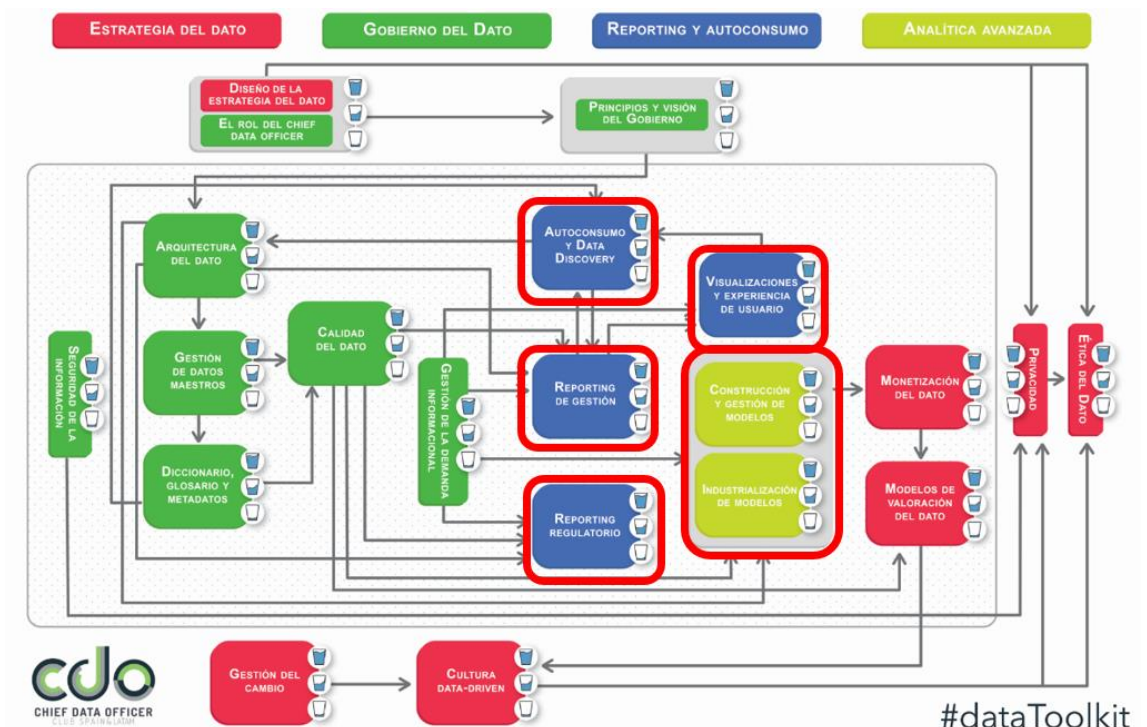 ESTRATEGIA DEL DATO
GOBIERNO DEL DATO
REPORTING Y AUTOCONSUMO
ANALÍTICA AVANZADA
DISEÑO DE LA
ESTRATEGIA DEL DATO
EL ROL DEL CHIEF
DATA OFFICER
PRINCIPIOS Y VISIÓN
DEL GOBIERNO
ARQUITECTURA
DEL DATO
AUTOCONSUMO
Y DATA
DISCOVERY
VISUALIZACIONES
Y EXPERIENCIA
DE USUARIO
SEGURIDAD DE LA
INFORMACIÓN
GESTIÓN
DE DATOS
MAESTROS
CALIDAD
DEL DATO
GESTIÓN DE LA DEMANDA
INFORMACIONAL
REPORTING
DE GESTIÓN
CONSTRUCCIÓN
Y GESTIÓN DE
MODELOS
MONETIZACIÓN
DEL DATO
PRIVACIDAD
ÉTICA DEL DATO
DICCIONARIO,
GLOSARIO Y
METADATOS
REPORTING
REGULATORIO
INDUSTRIALIZACIÓN
DE MODELOS
MODELOS DE
VALORACIÓN
DEL DATO
GESTIÓN DEL
CAMBIO
CULTURA
DATA-DRIVEN
cdo
CHIEF DATA OFFICER
CLUB SPAIN & LATAM
#dataToolkit